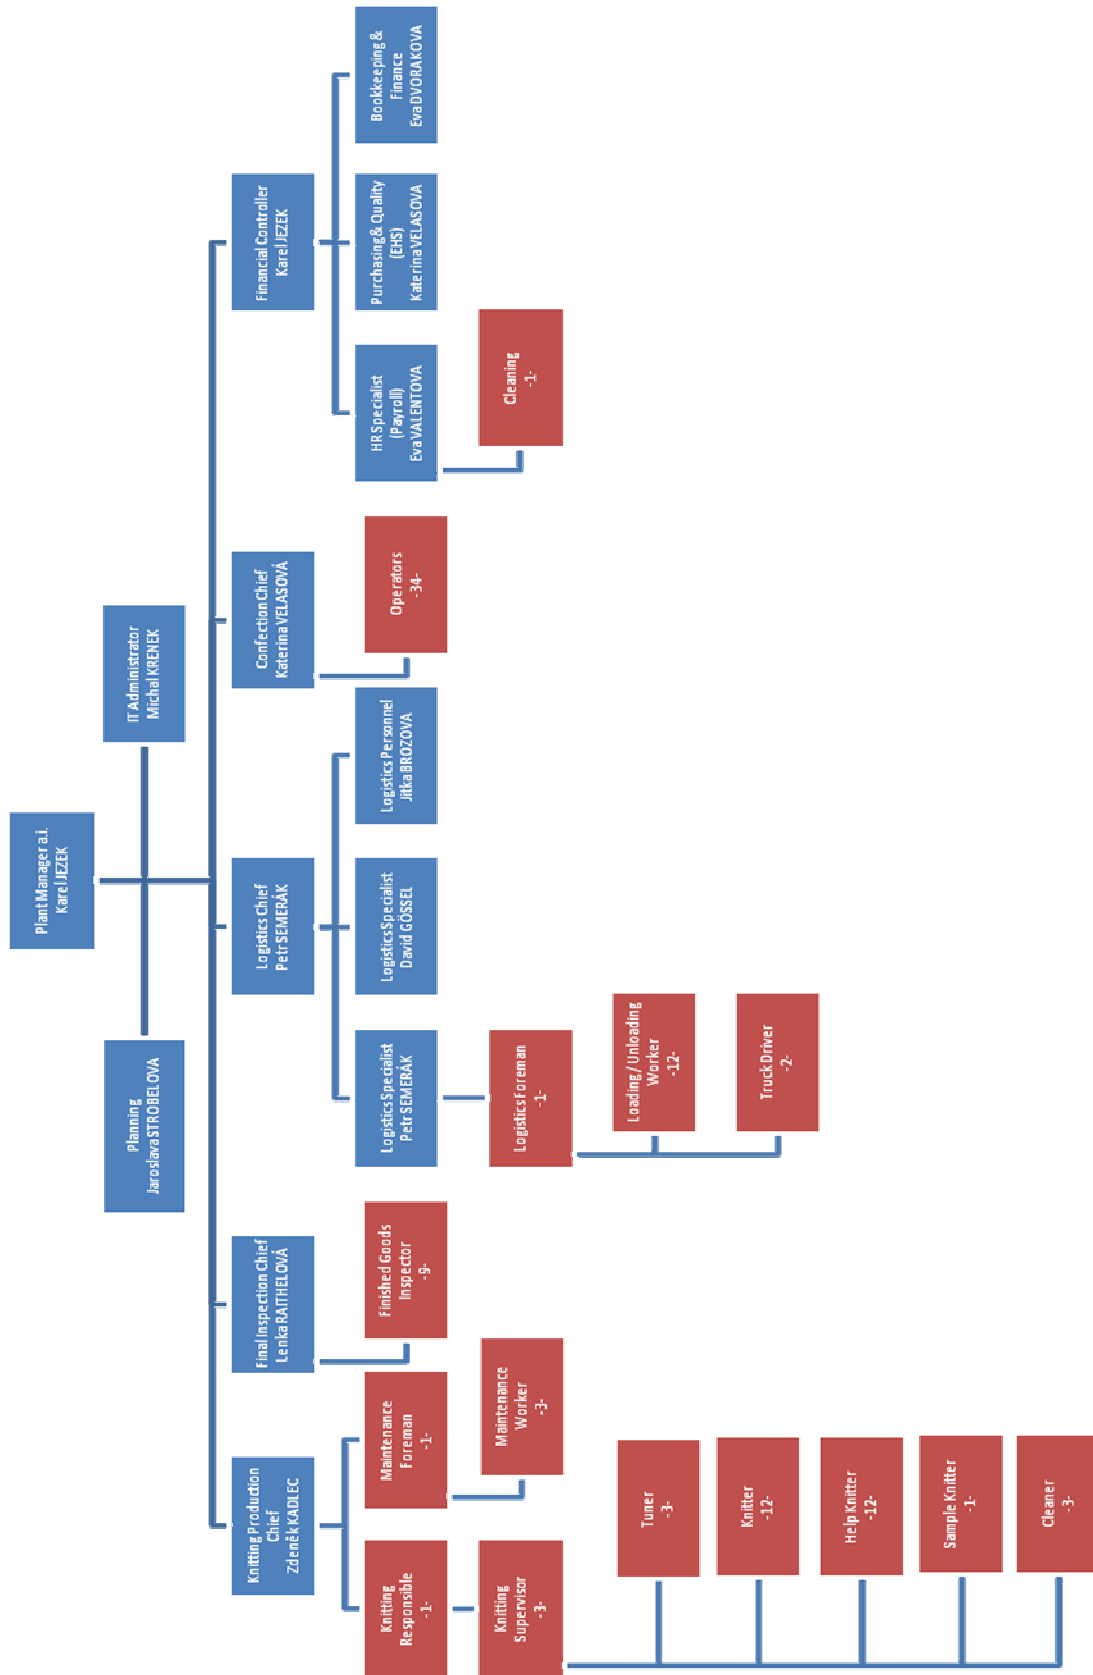 Plant Manager a.i.
Karel JEZEK
Planning
Jaroslava STROBELOVA
IT Administrator
Michal KRENEK
Knitting Production
Chief
Zdeněk KADLEC
Final Inspection Chief
Lenka RAITHELOVÁ
Logistics Chief
Petr SEMERÁK
Confection Chief
Katerina VELASOVÁ
Financial Controller
Karel JEZEK
Knitting
Responsible
-1-
Maintenance
Foreman
-1-
Finished Goods
Inspector
-9-
Logistics Specialist
Petr SEMERÁK
Logistics Specialist
David GÖSSEL
Logistics Personnel
Jitka BROZOVA
Operators
-34-
HR Specialist
(Payroll)
Eva VALENTOVA
Purchasing & Quality
(EHS)
Katerina VELASOVA
Bookkeeping &
Finance
Eva DVORAKOVA
Knitting
Supervisor
-3-
Maintenance
Worker
-3-
Logistics Foreman
-1-
Cleaning
-1-
Tuner
-3-
Loading / Unloading
Worker
-12-
Knitter
-12-
Truck Driver
-2-
Help Knitter
-12-
Sample Knitter
-1-
Cleaner
-3-